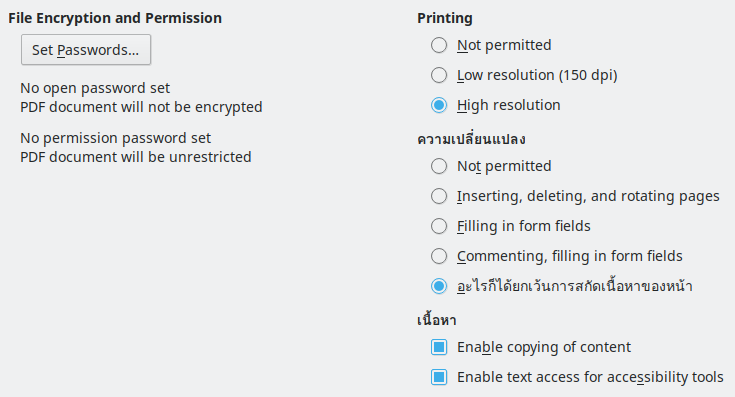 File Encryption and Permission
Set Passwords...
No open password set
PDF document will not be encrypted
No permission password set
PDF document will be unrestricted
Printing
Not permitted
Low resolution (150 dpi)
High resolution
ความเปลี่ยนแปลง
Not permitted
Inserting, deleting, and rotating pages
Filling in form fields
Commenting, filling in form fields
อะไรก็ได้ยกเว้นการสกัดเนื้อหาของหน้า
เนื้อหา
Enable copying of content
Enable text access for accessibility tools